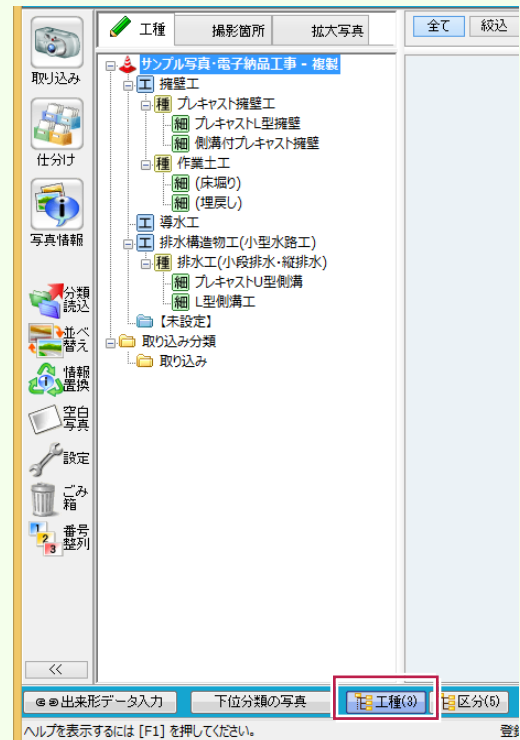 工種
撮影箇所
拡大写真
全て
絞込
取り込み
仕分け
写真情報
分類
読込
並べ
替え
情報
置換
空白
写真
設定
ごみ
箱
1
2
3
番号
整列
<<
サンプル写真・電子納品工事 - 複製
工 擁壁工
種 プレキャスト擁壁工
細 プレキャストL型擁壁
細 側溝付プレキャスト擁壁
種 作業土工
細 (床堀り)
細 (埋戻し)
工 導水工
工 排水構造物工(小型水路工)
種 排水工(小段排水・縦排水)
細 プレキャストU型側溝
細 L型側溝工
【未設定】
取り込み分類
取り込み
出来形データ入力
下位分類の写真
工種(3)
区分(5)
ヘルプを表示するには [F1] を押してください。